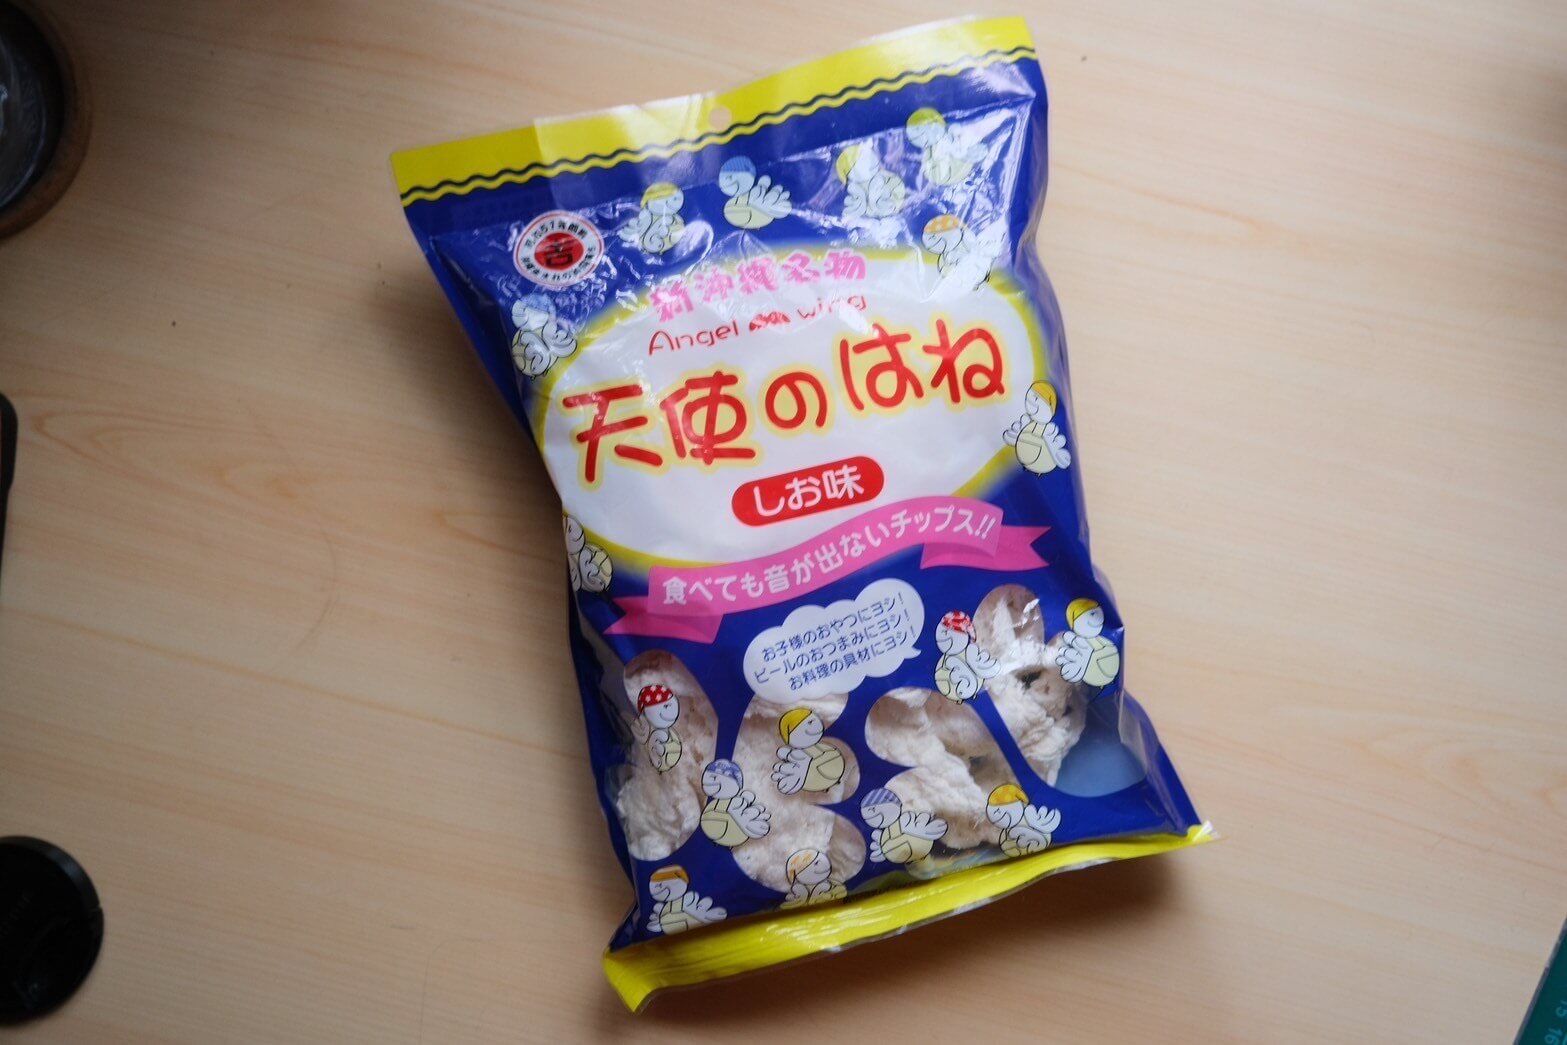 新沖縄名物
Angel wing
天使のはね
しお味
食べても音が出ないチップス!!
お子様のおやつにヨシ!
ビールのおつまみにヨシ!
お料理の具材にヨシ!
15 16